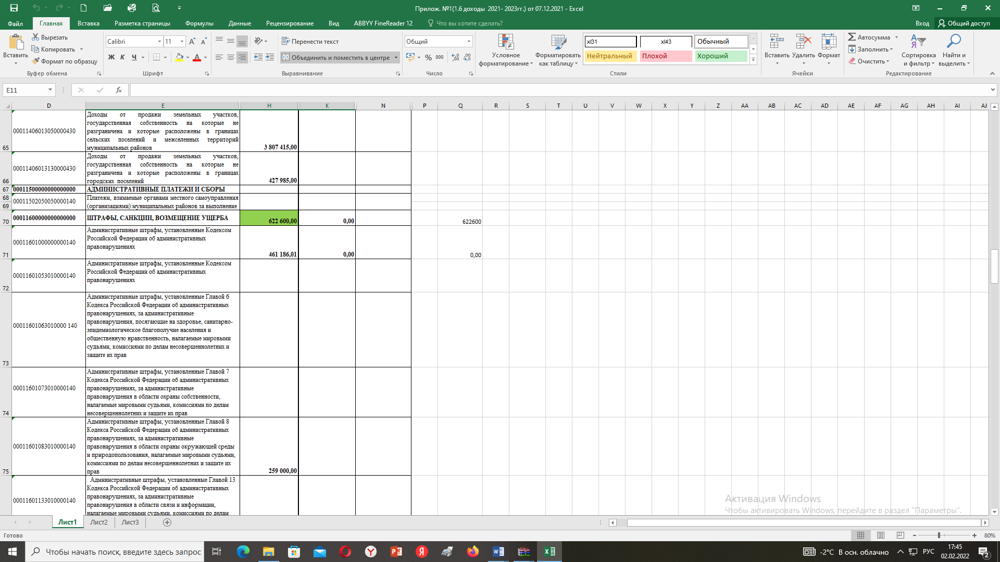 Прилож. №1(1.6 доходы  2021- 2023гг.) от 07.12.2021 - Excel
Файл Главная Вставка Разметка страницы Формулы Данные Рецензирование Вид ABBYY FineReader 12 Что вы хотите сделать? Вход Общий доступ
Вставить
Вырезать
Копировать
Формат по образцу
Буфер обмена
Calibri 11
Ж К Ч
Шрифт
Перенести текст
Объединить и поместить в центре
Выравнивание
Общий
% 000
Число
Условное форматирование
Форматировать как таблицу
xl31 xl43 Обычный
Нейтральный Плохой Хороший
Стили
Вставить Удалить Формат
Ячейки
Автосумма
Заполнить
Очистить
Сортировка и фильтр
Найти и выделить
Редактирование
E11 fx
D E H K N P Q R S T U V W X Y Z AA AB AC AD AE AF AG AH AI AJ
65 00011406013050000430
Доходы от продажи земельных участков,
государственная собственность на которые не
разграничена и которые расположены в границах
сельских поселений и межселенных территорий
муниципальных районов
3 807 415,00
66 00011406013130000430
Доходы от продажи земельных участков,
государственная собственность на которые не
разграничена и которые расположены в границах
городских  поселений
427 985,00
67 00011500000000000000 АДМИНИСТРАТИВНЫЕ ПЛАТЕЖИ И СБОРЫ
68
69 00011502050050000140
Платежи, взимаемые органами местного самоуправления
(организациями) муниципальных районов за выполнение
70 00011600000000000000 ШТРАФЫ, САНКЦИИ, ВОЗМЕЩЕНИЕ УЩЕРБА 622 600,00 0,00 622600
71 00011601000000000140
Административные штрафы, установленные Кодексом
Российской Федерации об административных
правонарушениях
461 186,01 0,00 0,00
72 00011601053010000140
Административные штрафы, установленные Кодексом
Российской Федерации об административных
правонарушениях
73 00011601063010000 140
Административные штрафы, установленные Главой 6
Кодекса Российской Федерации об административных
правонарушениях, за административные
правонарушения, посягающие на здоровье, санитарно-
эпидемиологическое благополучие населения и
общественную нравственность, налагаемые мировыми
судьями, комиссиями по делам несовершеннолетних и
защите их прав
74 00011601073010000140
Административные штрафы, установленные Главой 7
Кодекса Российской Федерации об административных
правонарушениях, за административные
правонарушения в области охраны собственности,
налагаемые мировыми судьями, комиссиями по делам
несовершеннолетних и защите их прав
75 00011601083010000140
Административные штрафы, установленные Главой 8
Кодекса Российской Федерации об административных
правонарушениях, за административные
правонарушения в области охраны окружающей среды
и природопользования, налагаемые мировыми судьями,
комиссиями по делам несовершеннолетних и защите их
прав
259 000,00
00011601133010000140
Административные штрафы, установленные Главой 13
Кодекса Российской Федерации об административных
правонарушениях, за административные
правонарушения в области связи и информации,
налагаемые мировыми судьями, комиссиями по делам
Активация Windows
Чтобы активировать Windows, перейдите в раздел "Параметры".
Лист1 Лист2 Лист3
Готово 80%
Чтобы начать поиск, введите здесь запрос
-2°C В осн. облачно РУС 17:45
02.02.2022 2